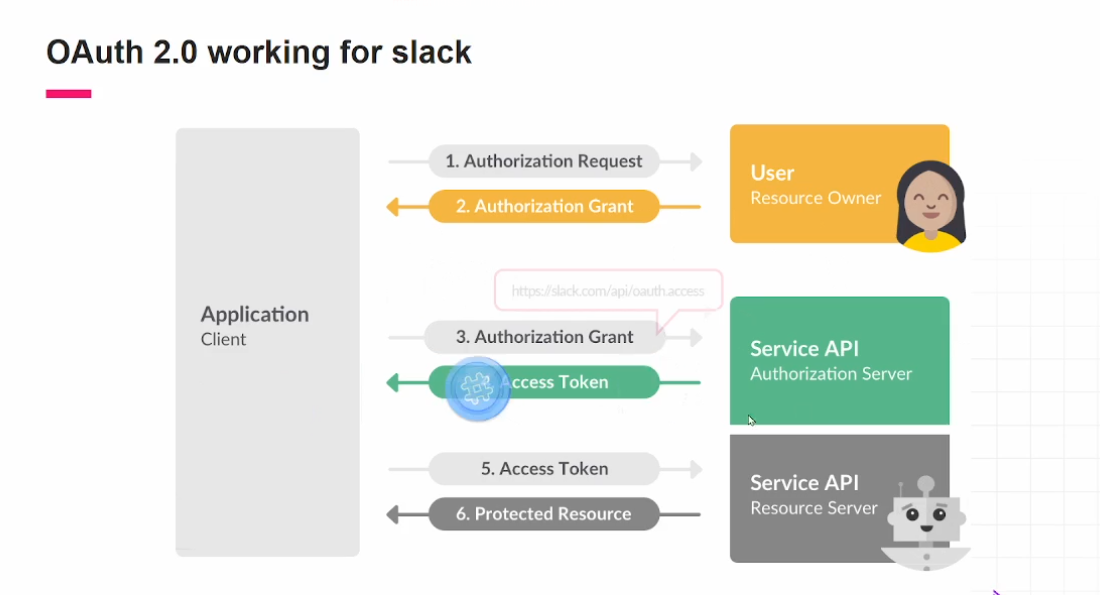 OAuth 2.0 working for slack
1. Authorization Request
2. Authorization Grant
User
Resource Owner
https://slack.com/api/oauth.access
Application
Client
3. Authorization Grant
Access Token
Service API
Authorization Server
5. Access Token
6. Protected Resource
Service API
Resource Server